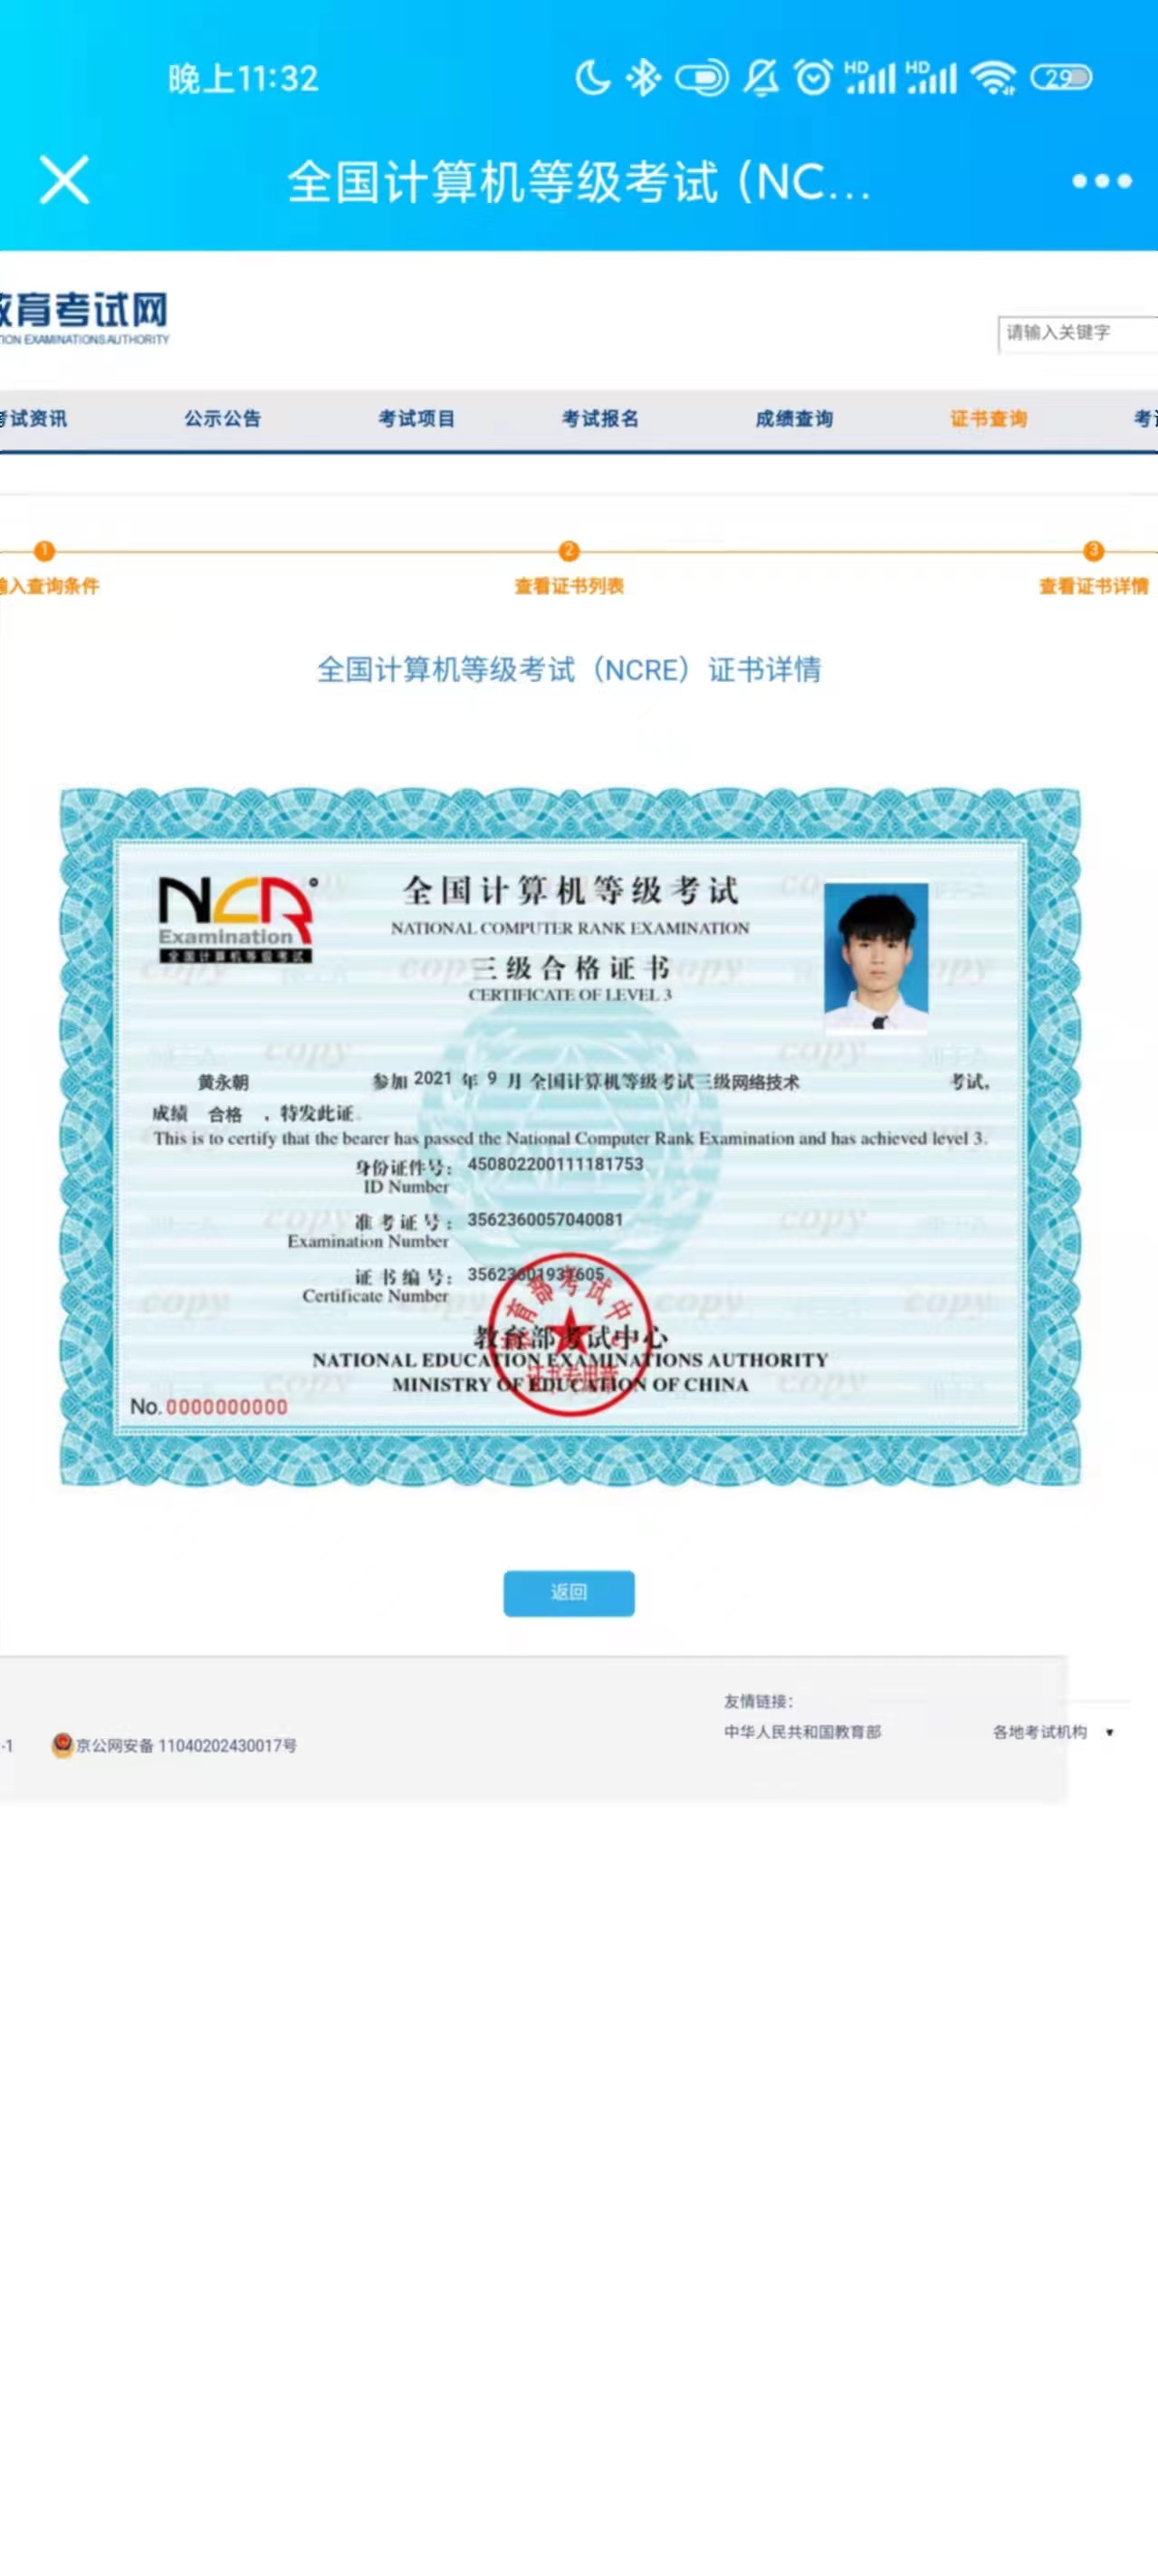 晚上11:32
29
全国计算机等级考试 (NC...
教育考试网
ION EXAMINATIONS AUTHORITY
请输入关键字
考试资讯 公示公告 考试项目 考试报名 成绩查询 证书查询
1 2 3
输入查询条件 查看证书列表 查看证书详情
全国计算机等级考试（NCRE）证书详情
NCR
Examination
全国计算机等级考试
全国计算机等级考试
NATIONAL COMPUTER RANK EXAMINATION
三级合格证书
CERTIFICATE OF LEVEL 3
黄永朝 参加 2021 年 9 月 全国计算机等级考试三级网络技术 考试,
成绩 合格 ，特发此证
This is to certify that the bearer has passed the National Computer Rank Examination and has achieved level 3.
身份证件号： 450802200111181753
ID Number
准考证号： 3562360057040081
Examination Number
证书编号： 35623601937605
Certificate Number
教育部考试中心
NATIONAL EDUCATION EXAMINATIONS AUTHORITY
MINISTRY OF EDUCATION OF CHINA
No.0000000000
返回
友情链接：
中华人民共和国教育部 各地考试机构
-1 京公网安备 11040202430017号